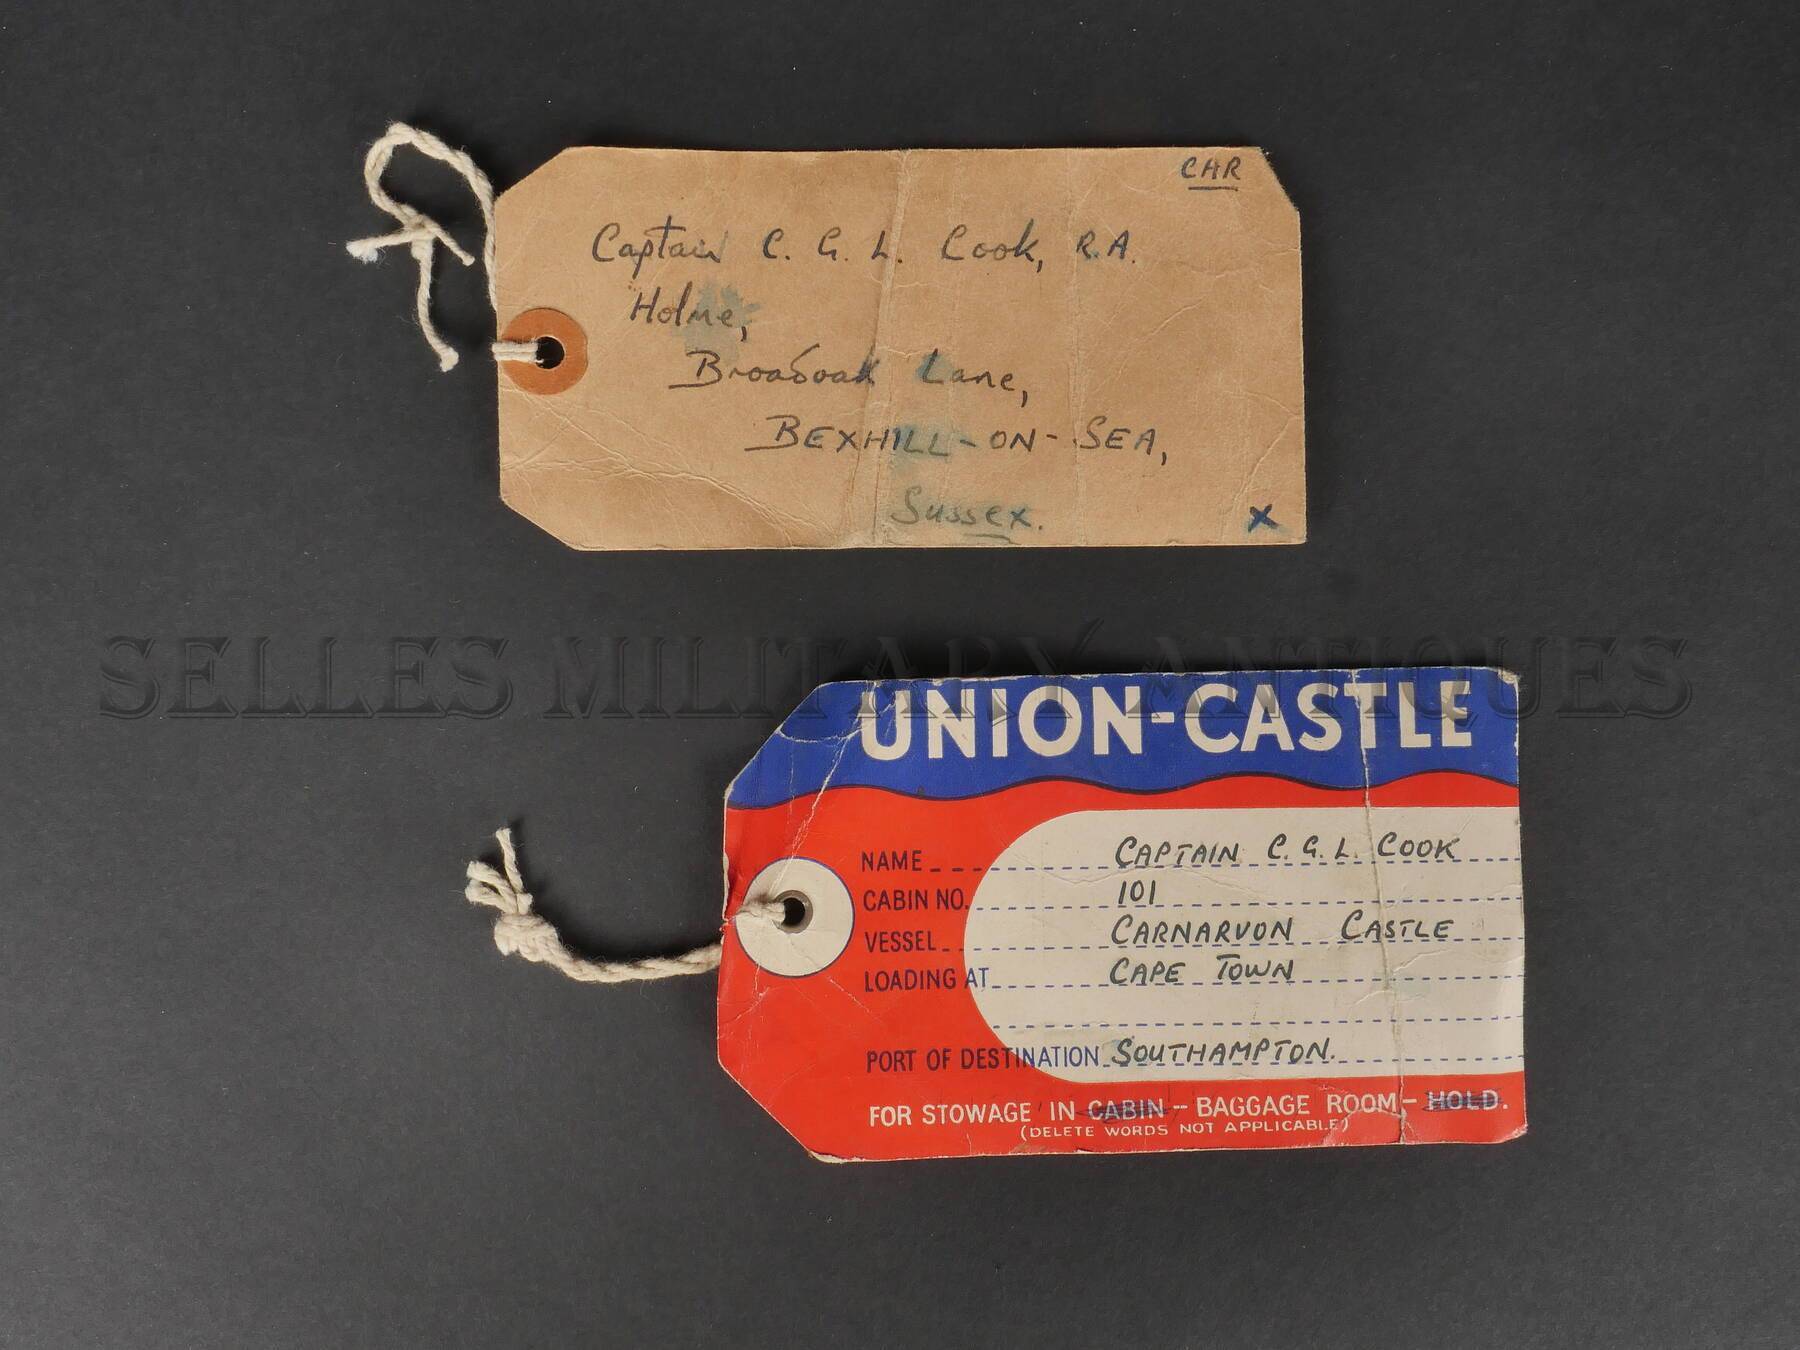 CAR
Captain C. G. L. Cook, R.A.
Holme,
Broadoak Lane,
BEXHILL-ON-SEA,
Sussex.
X
SELLES MILITARY ANTIQUES
UNION-CASTLE
NAME CAPTAIN C. G. L. COOK
CABIN NO. 101
VESSEL CARNARVON CASTLE
LOADING AT CAPE TOWN
PORT OF DESTINATION SOUTHAMPTON.
FOR STOWAGE IN CABIN - BAGGAGE ROOM - HOLD.
(DELETE WORDS NOT APPLICABLE)